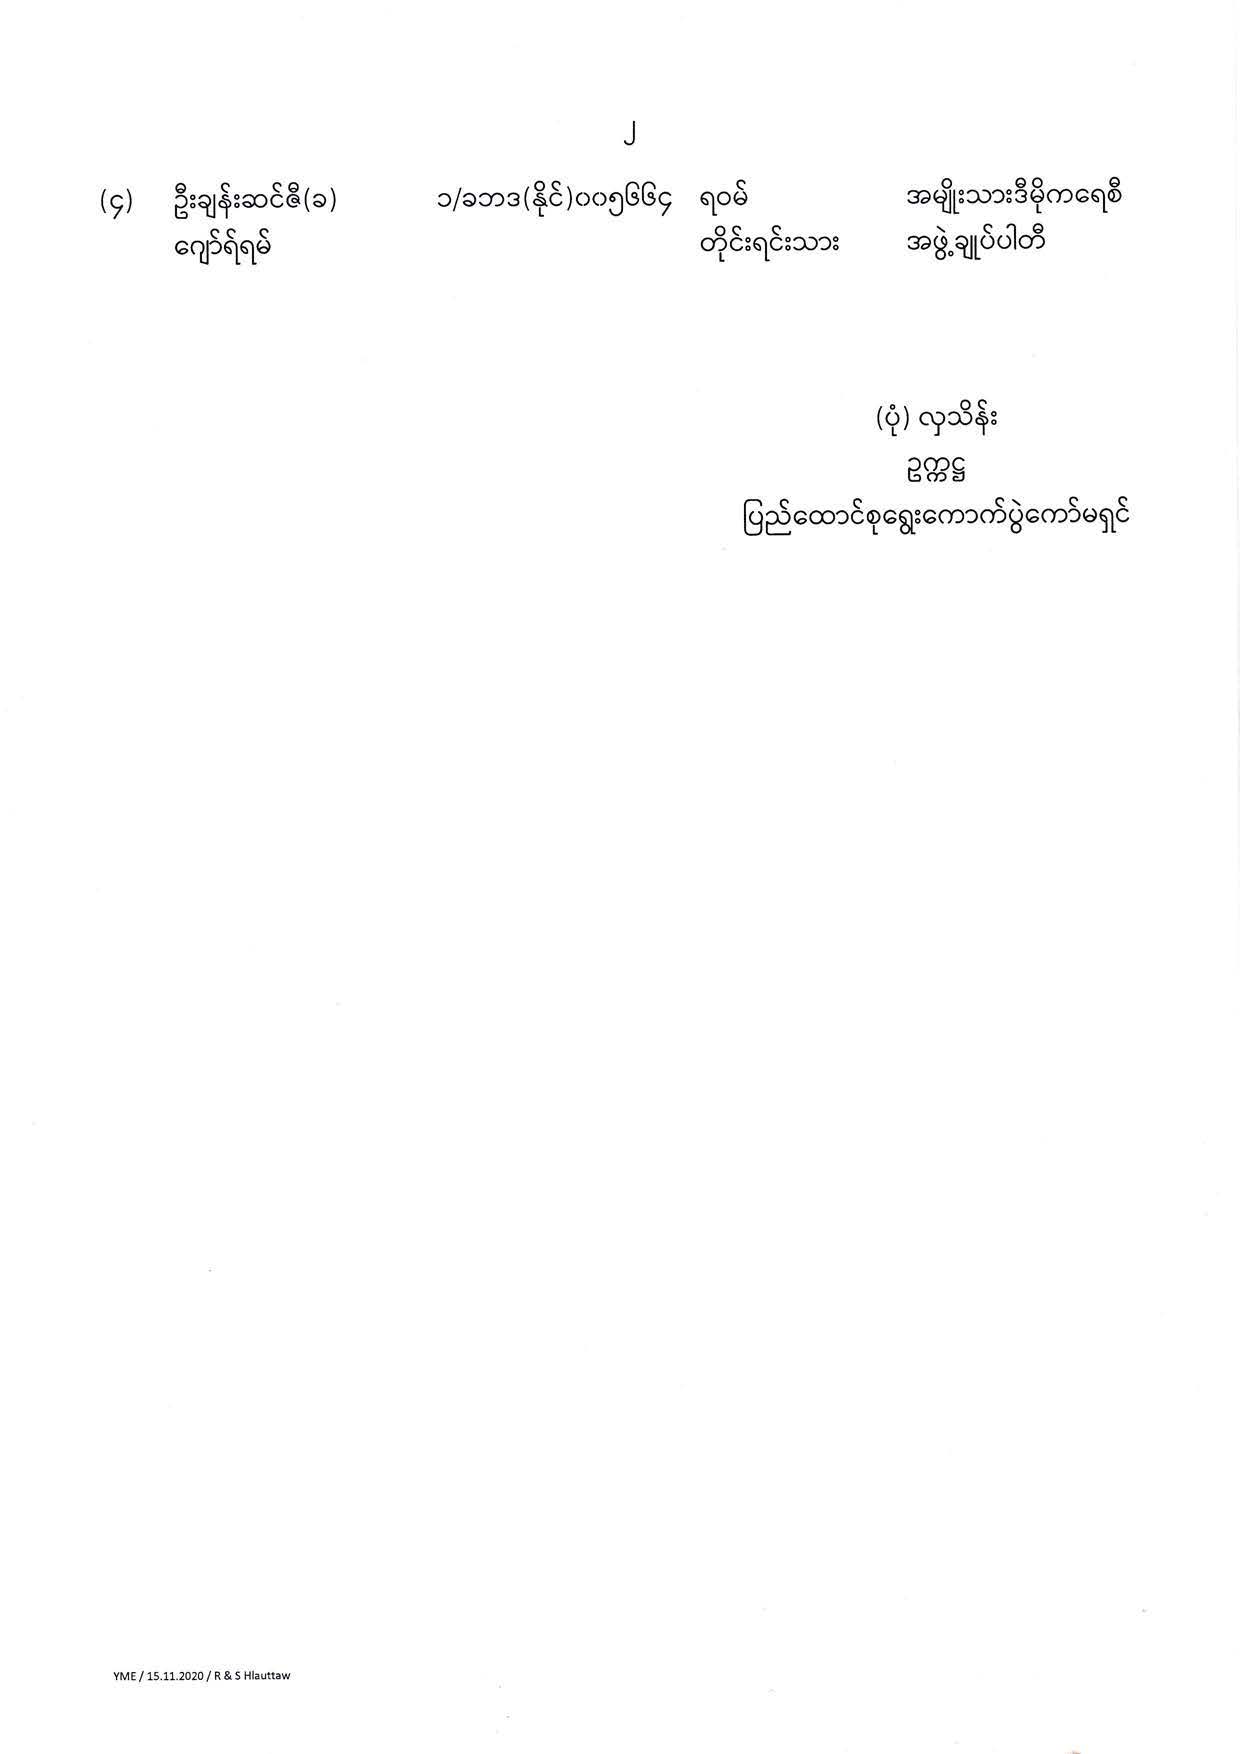 ၂
(၄) ဦးချန်းဆင်ဇီ(ခ) ၁/ခဘဒ(နိုင်)၀၀၅၆၆၄ ရဝမ် အမျိုးသားဒီမိုကရေစီ
ဂျော်ရ်ရမ် တိုင်းရင်းသား အဖွဲ့ချုပ်ပါတီ
(ပုံ) လှသိန်း
ဥက္ကဋ္ဌ
ပြည်ထောင်စုရွေးကောက်ပွဲကော်မရှင်
YME / 15.11.2020 / R & S Hlauttaw